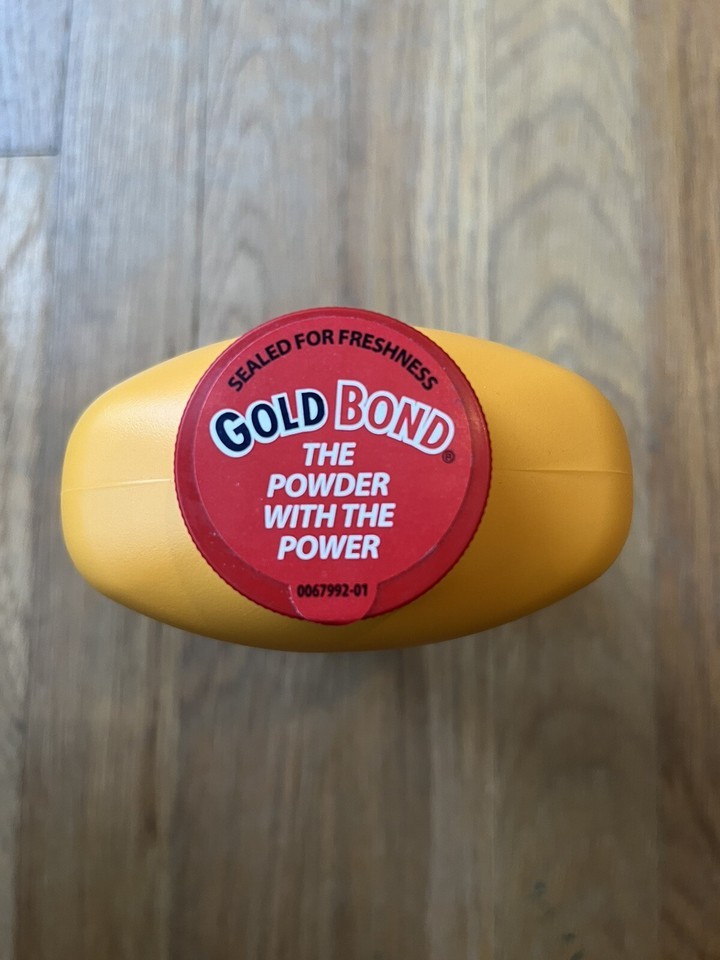 SEALED FOR FRESHNESS
GOLD BOND®
THE
POWDER
WITH THE
POWER
0067992-01